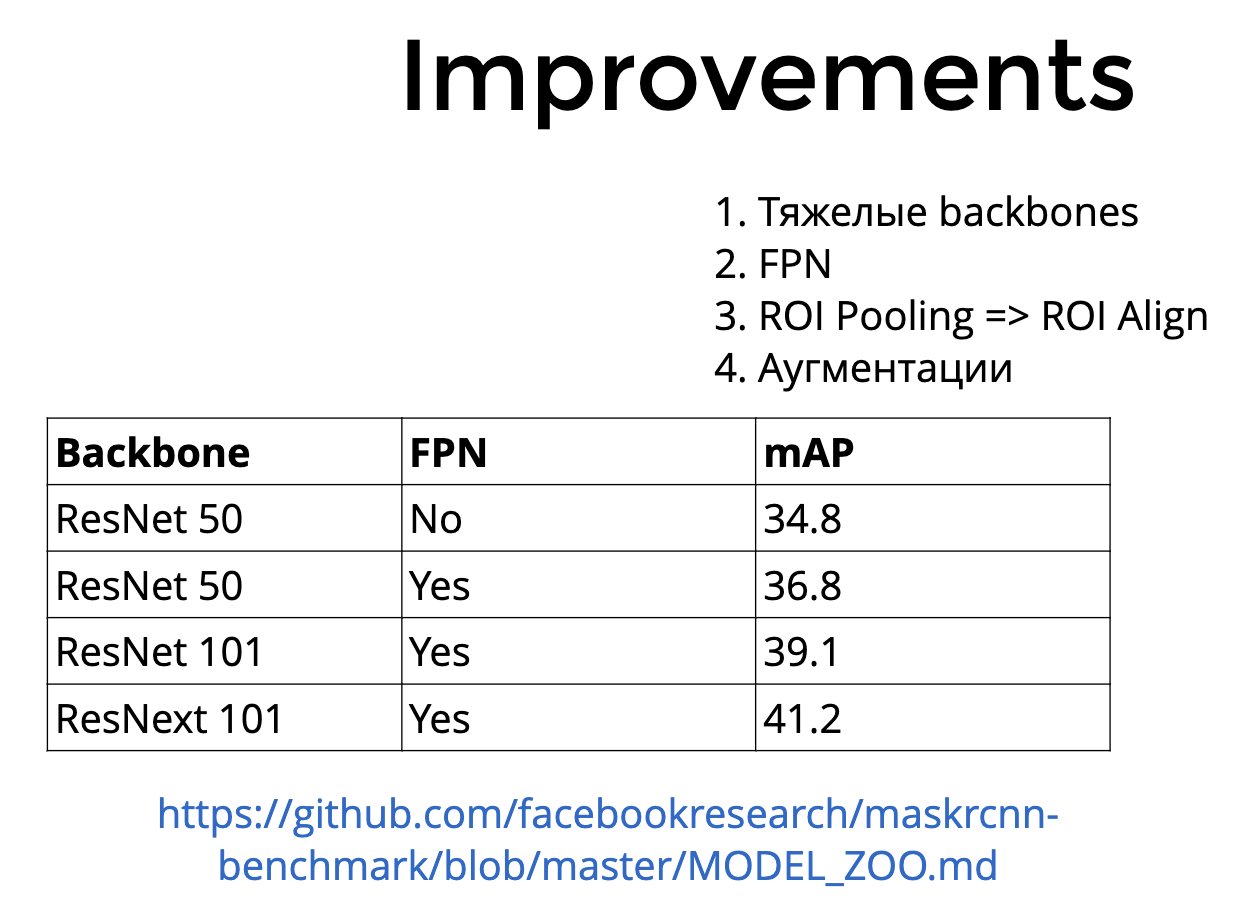 Improvements
1. Тяжелые backbones
2. FPN
3. ROI Pooling => ROI Align
4. Аугментации
Backbone FPN mAP
ResNet 50 No 34.8
ResNet 50 Yes 36.8
ResNet 101 Yes 39.1
ResNext 101 Yes 41.2
https://github.com/facebookresearch/maskrcnn-
benchmark/blob/master/MODEL_ZOO.md